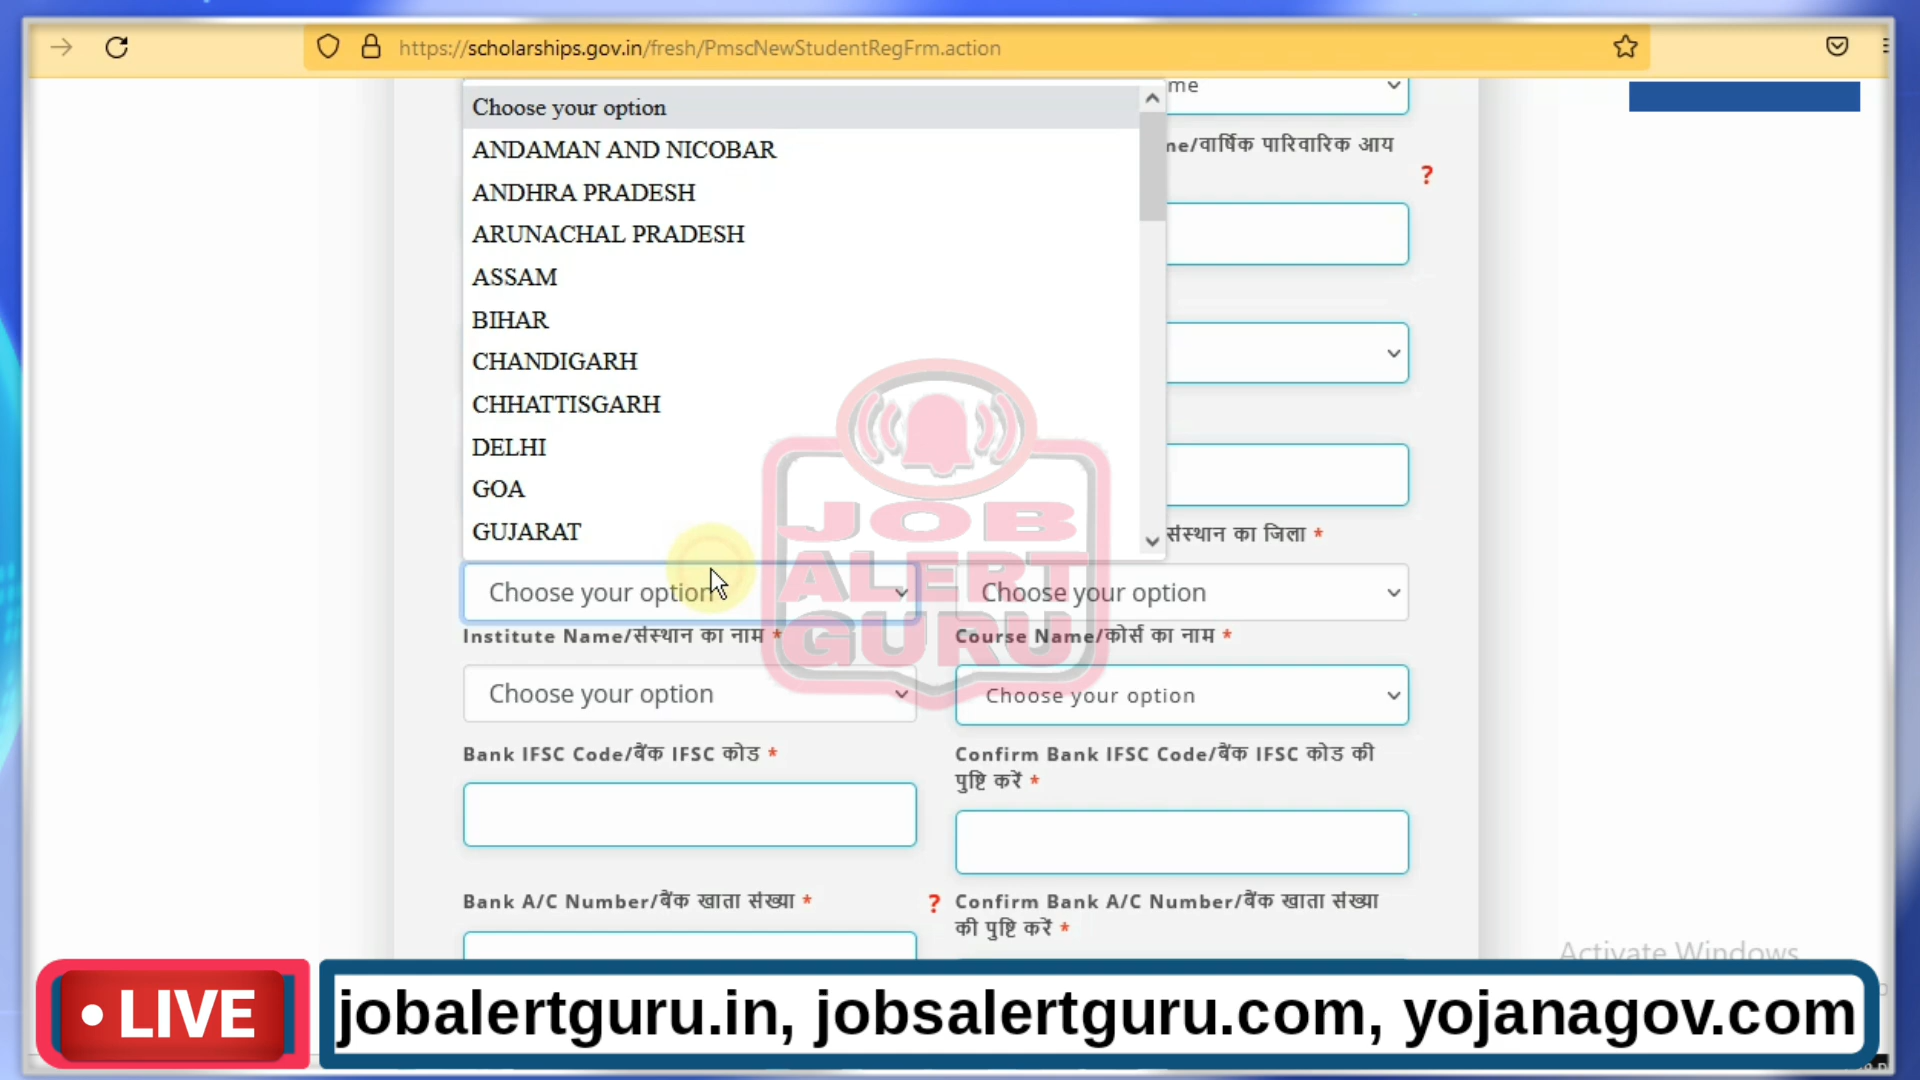 https://scholarships.gov.in/fresh/PmscNewStudentRegFrm.action
Choose your option
me
ANDAMAN AND NICOBAR
ne/वार्षिक पारिवारिक आय
?
ANDHRA PRADESH
ARUNACHAL PRADESH
ASSAM
BIHAR
CHANDIGARH
CHHATTISGARH
DELHI
GOA
GUJARAT
संस्थान का जिला *
Choose your option
Choose your option
Institute Name/संस्थान का नाम *
Course Name/कोर्स का नाम *
Choose your option
Choose your option
JOB
ALERT
GURU
Bank IFSC Code/बैंक IFSC कोड *
Confirm Bank IFSC Code/बैंक IFSC कोड की
पुष्टि करें *
Bank A/C Number/बैंक खाता संख्या *
?
Confirm Bank A/C Number/बैंक खाता संख्या
की पुष्टि करें *
Activate Windows
• LIVE
jobalertguru.in, jobsalertguru.com, yojanagov.com